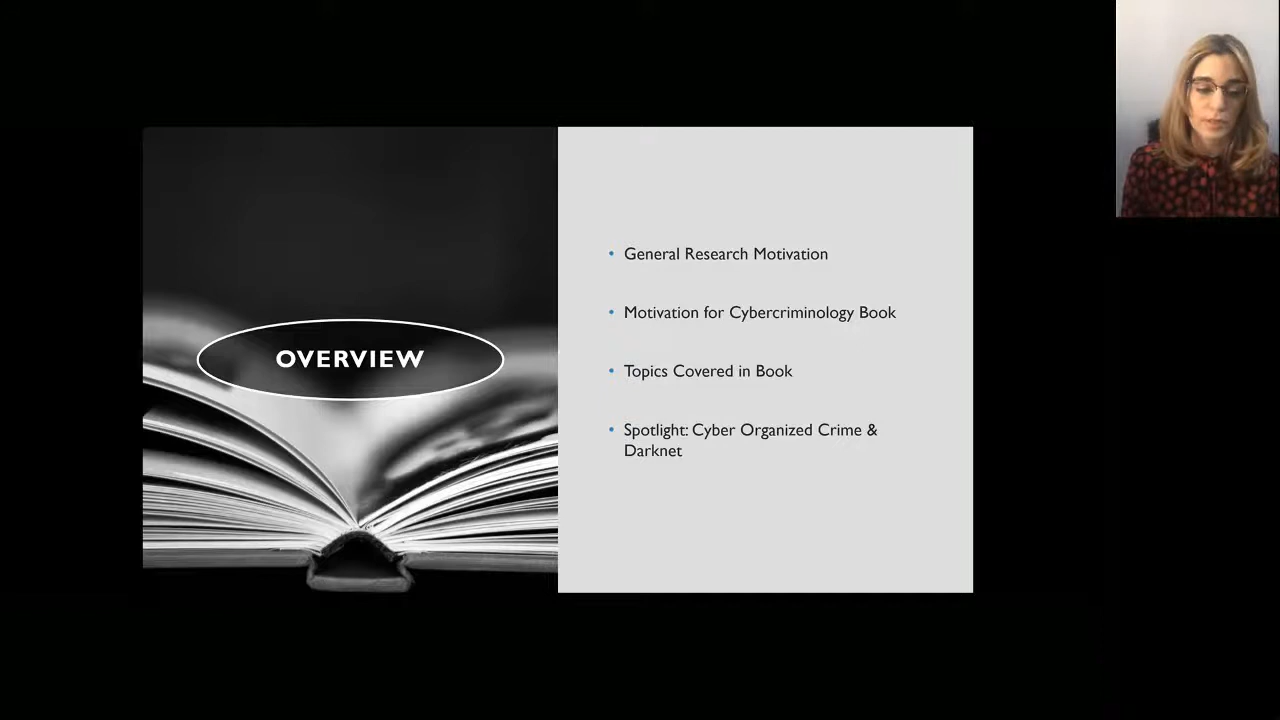 OVERVIEW
• General Research Motivation
• Motivation for Cybercriminology Book
• Topics Covered in Book
• Spotlight: Cyber Organized Crime &
Darknet